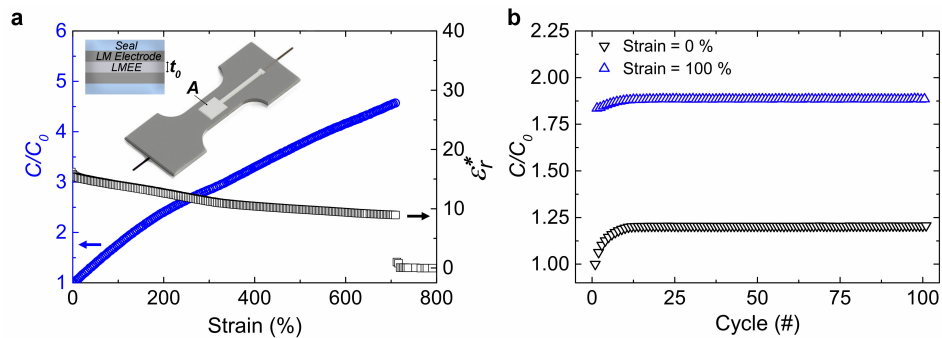 a
6
5
4
3
2
1
C/C₀
0
200
400
600
800
Strain (%)
40
30
20
10
0
εᵣ*
Seal
LM Electrode
LMEE
t₀
A
b
2.25
2.00
1.75
1.50
1.25
1.00
C/C₀
Strain = 0 %
Strain = 100 %
0
25
50
75
100
Cycle (#)